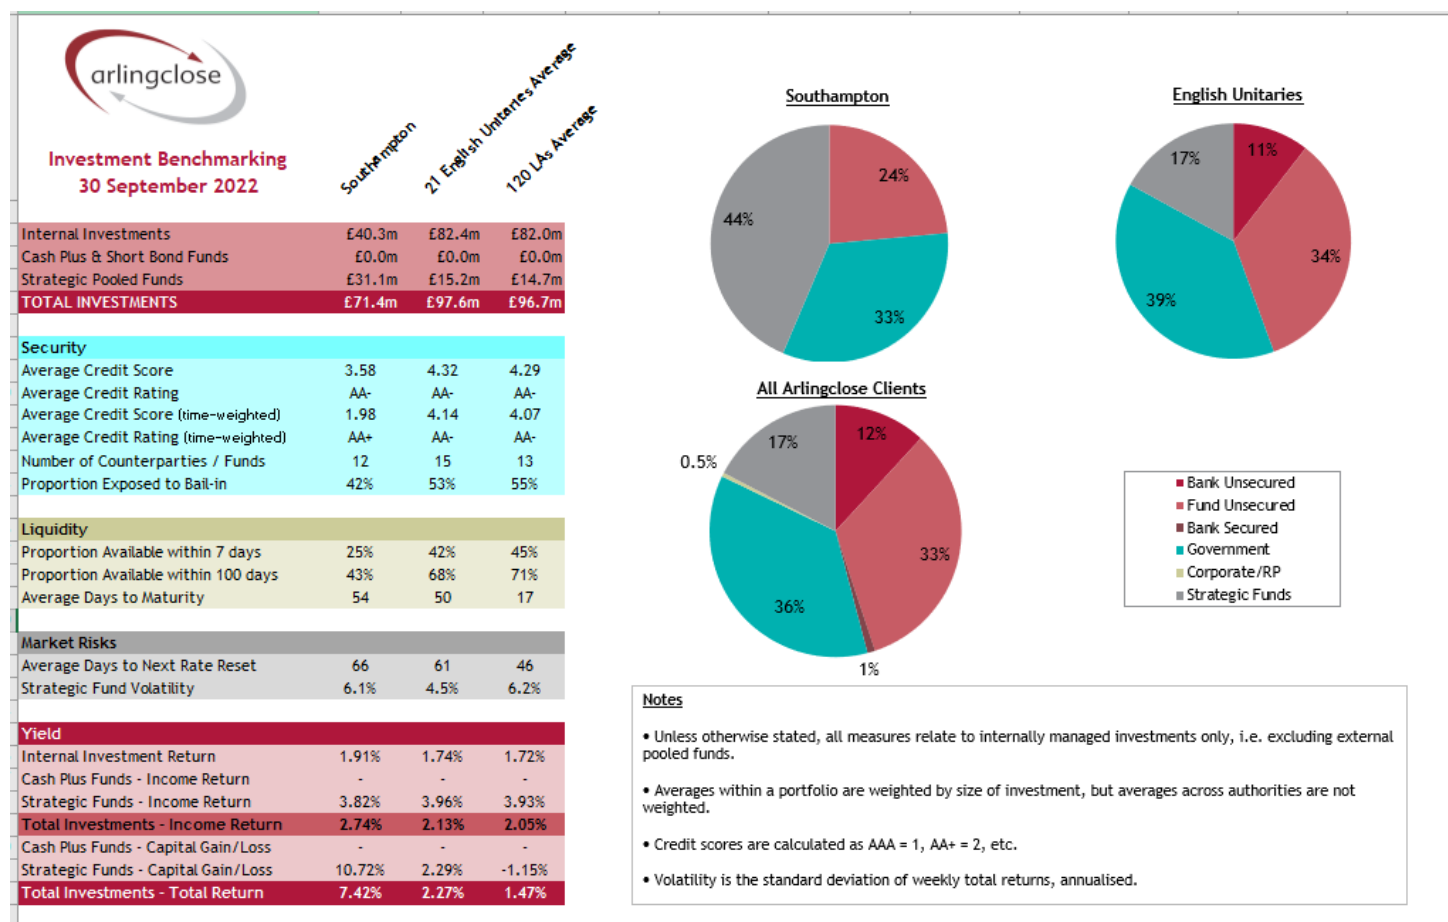 arlingclose
Investment Benchmarking
30 September 2022
Southampton
21 English Unitaries Average
120 LAs Average
Internal Investments £40.3m £82.4m £82.0m
Cash Plus & Short Bond Funds £0.0m £0.0m £0.0m
Strategic Pooled Funds £31.1m £15.2m £14.7m
TOTAL INVESTMENTS £71.4m £97.6m £96.7m
Security
Average Credit Score 3.58 4.32 4.29
Average Credit Rating AA- AA- AA-
Average Credit Score (time-weighted) 1.98 4.14 4.07
Average Credit Rating (time-weighted) AA+ AA- AA-
Number of Counterparties / Funds 12 15 13
Proportion Exposed to Bail-in 42% 53% 55%
Liquidity
Proportion Available within 7 days 25% 42% 45%
Proportion Available within 100 days 43% 68% 71%
Average Days to Maturity 54 50 17
Market Risks
Average Days to Next Rate Reset 66 61 46
Strategic Fund Volatility 6.1% 4.5% 6.2%
Yield
Internal Investment Return 1.91% 1.74% 1.72%
Cash Plus Funds - Income Return - - -
Strategic Funds - Income Return 3.82% 3.96% 3.93%
Total Investments - Income Return 2.74% 2.13% 2.05%
Cash Plus Funds - Capital Gain/Loss - - -
Strategic Funds - Capital Gain/Loss 10.72% 2.29% -1.15%
Total Investments - Total Return 7.42% 2.27% 1.47%
Southampton
24%
44%
33%
English Unitaries
11%
17%
34%
39%
All Arlingclose Clients
12%
17%
0.5%
33%
36%
1%
Bank Unsecured
Fund Unsecured
Bank Secured
Government
Corporate/RP
Strategic Funds
Notes
• Unless otherwise stated, all measures relate to internally managed investments only, i.e. excluding external
pooled funds.
• Averages within a portfolio are weighted by size of investment, but averages across authorities are not
weighted.
• Credit scores are calculated as AAA = 1, AA+ = 2, etc.
• Volatility is the standard deviation of weekly total returns, annualised.